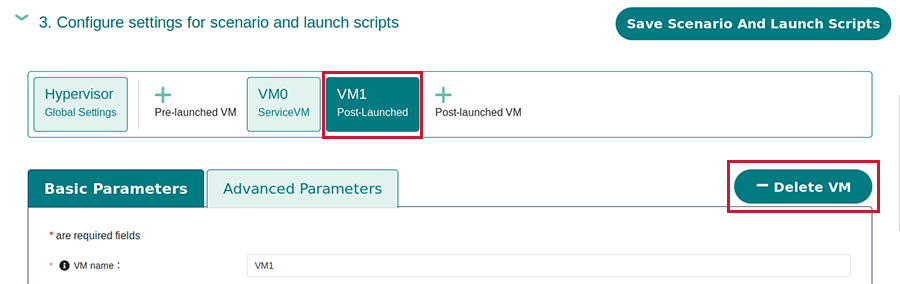 3. Configure settings for scenario and launch scripts
Save Scenario And Launch Scripts
Hypervisor
Global Settings
Pre-launched VM
VM0
ServiceVM
VM1
Post-Launched
Post-launched VM
Basic Parameters
Advanced Parameters
Delete VM
* are required fields
* VM name：
VM1